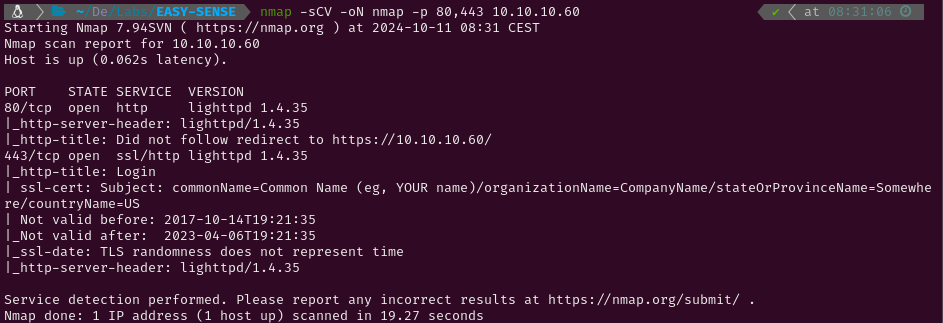 ~/De/Labs/EASY-SENSE nmap -sCV -oN nmap -p 80,443 10.10.10.60 ✔ at 08:31:06
Starting Nmap 7.94SVN ( https://nmap.org ) at 2024-10-11 08:31 CEST
Nmap scan report for 10.10.10.60
Host is up (0.062s latency).
PORT    STATE SERVICE  VERSION
80/tcp  open  http     lighttpd 1.4.35
|_http-server-header: lighttpd/1.4.35
|_http-title: Did not follow redirect to https://10.10.10.60/
443/tcp open  ssl/http lighttpd 1.4.35
|_http-title: Login
| ssl-cert: Subject: commonName=Common Name (eg, YOUR name)/organizationName=CompanyName/stateOrProvinceName=Somewhe
re/countryName=US
| Not valid before: 2017-10-14T19:21:35
|_Not valid after:  2023-04-06T19:21:35
|_ssl-date: TLS randomness does not represent time
|_http-server-header: lighttpd/1.4.35
Service detection performed. Please report any incorrect results at https://nmap.org/submit/ .
Nmap done: 1 IP address (1 host up) scanned in 19.27 seconds